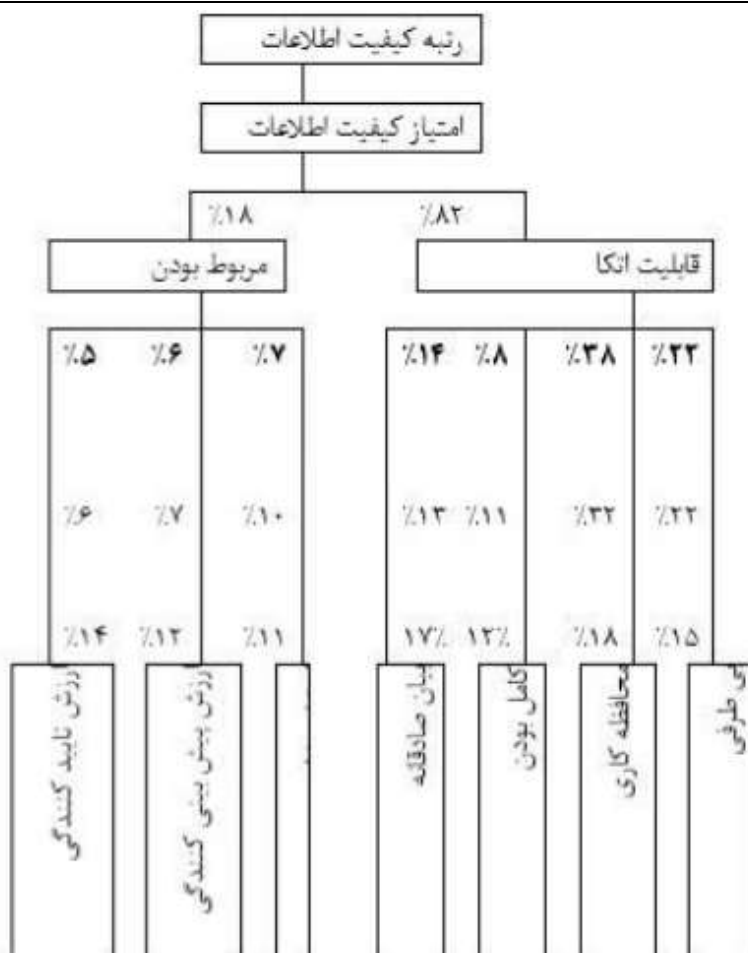 رتبه کیفیت اطلاعات
امتیاز کیفیت اطلاعات
٪۸۲ ٪۱۸
قابلیت اتکا مربوط بودن
٪۲۲ ٪۳۸ ٪۸ ٪۱۴ ٪۷ ٪۶ ٪۵
٪۲۲ ٪۳۲ ٪۱۱ ٪۱۳ ٪۱۰ ٪۷ ٪۶
٪۱۵ ٪۱۸ ۱۲٪ ۱۷٪ ٪۱۱ ٪۱۲ ٪۱۴
بی طرفی
محافظه کاری
کامل بودن
بیان صادقانه
ارزش پیش بینی کنندگی
ارزش تایید کنندگی